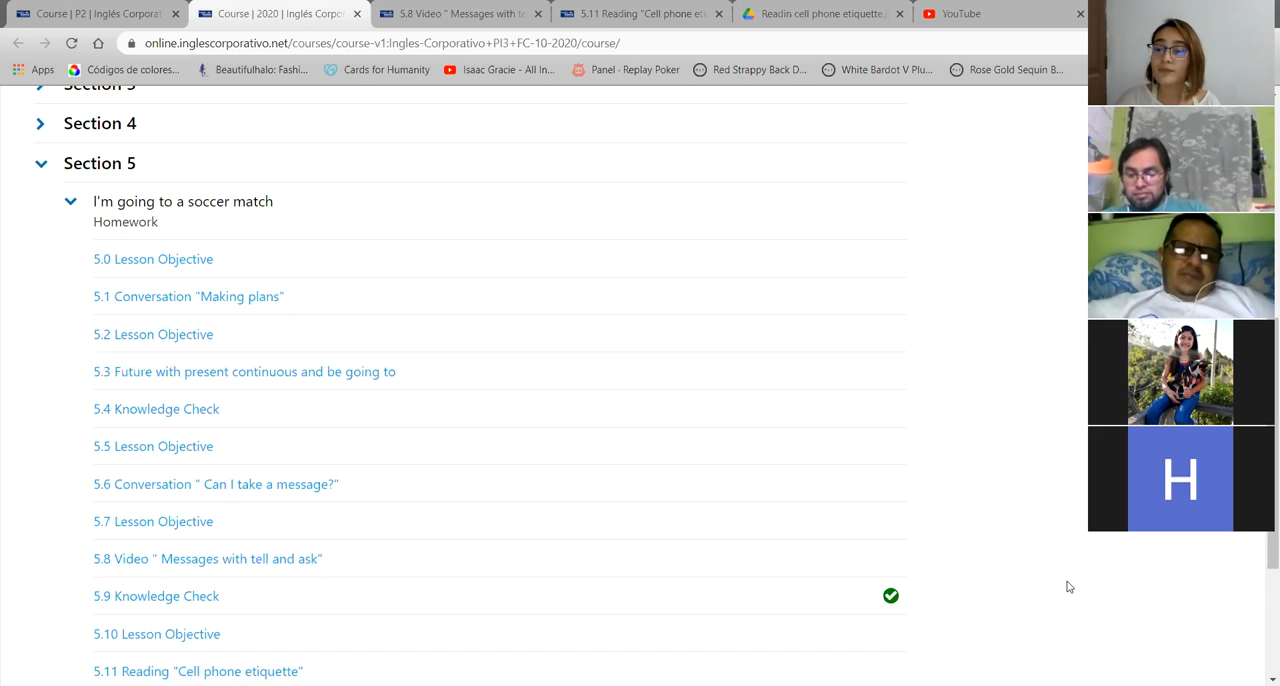 Course | P2 | Inglés Corporat
Course | 2020 | Inglés Corpor
5.8 Video " Messages with te
5.11 Reading "Cell phone eti
Readin cell phone etiquette.j
YouTube
online.inglescorporativo.net/courses/course-v1:Ingles-Corporativo+PI3+FC-10-2020/course/
Apps
Códigos de colores...
Beautifulhalo: Fashi...
Cards for Humanity
Isaac Gracie - All In...
Panel · Replay Poker
Red Strappy Back D...
White Bardot V Plu...
Rose Gold Sequin B...
Section 3
Section 4
Section 5
I'm going to a soccer match
Homework
5.0 Lesson Objective
5.1 Conversation "Making plans"
5.2 Lesson Objective
5.3 Future with present continuous and be going to
5.4 Knowledge Check
5.5 Lesson Objective
5.6 Conversation " Can I take a message?"
5.7 Lesson Objective
5.8 Video " Messages with tell and ask"
5.9 Knowledge Check
5.10 Lesson Objective
5.11 Reading "Cell phone etiquette"
H